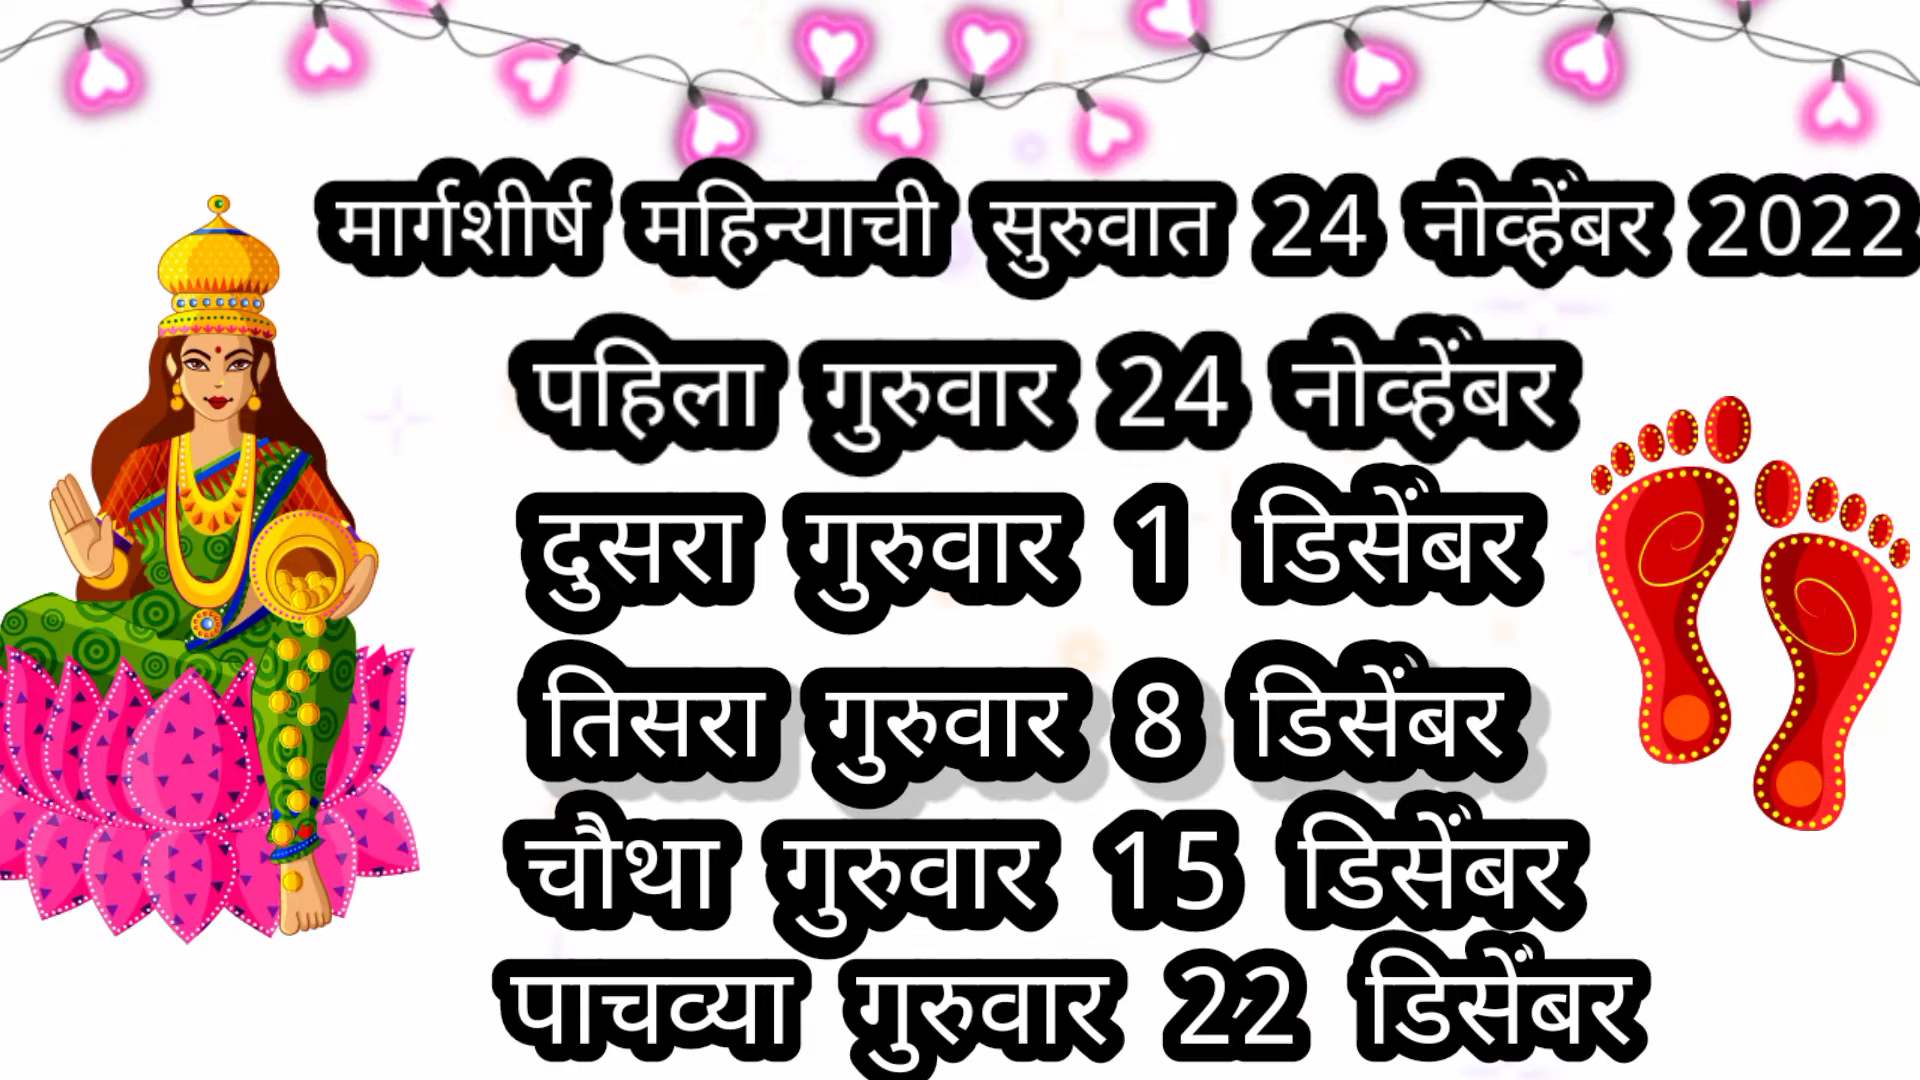 मार्गशीर्ष महिन्याची सुरुवात 24 नोव्हेंबर 2022
पहिला गुरुवार 24 नोव्हेंबर
दुसरा गुरुवार 1 डिसेंबर
तिसरा गुरुवार 8 डिसेंबर
चौथा गुरुवार 15 डिसेंबर
पाचव्या गुरुवार 22 डिसेंबर